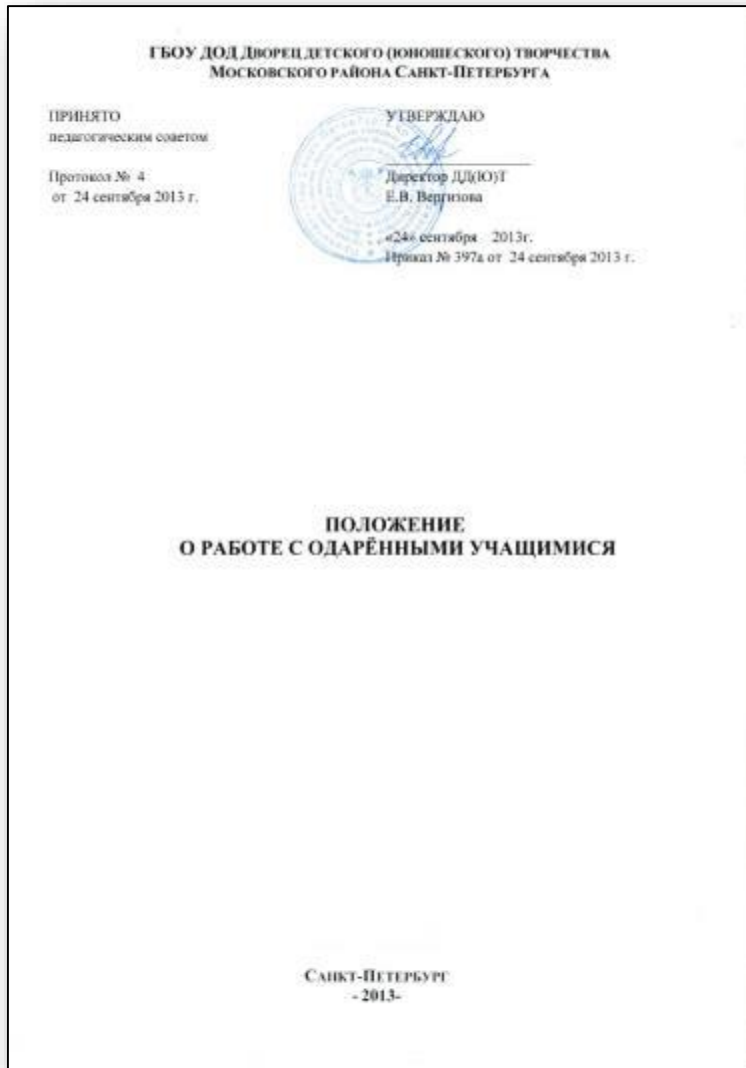 ГБОУ ДОД ДВОРЕЦ ДЕТСКОГО (ЮНОШЕСКОГО) ТВОРЧЕСТВА
МОСКОВСКОГО РАЙОНА САНКТ-ПЕТЕРБУРГА
ПРИНЯТО
педагогическим советом
Протокол № 4
от 24 сентября 2013 г.
УТВЕРЖДАЮ
Директор ДД(Ю)Т
Е.В. Вергизова
«24» сентября 2013г.
Приказ № 397а от 24 сентября 2013 г.
ПОЛОЖЕНИЕ
О РАБОТЕ С ОДАРЁННЫМИ УЧАЩИМИСЯ
САНКТ-ПЕТЕРБУРГ
- 2013-